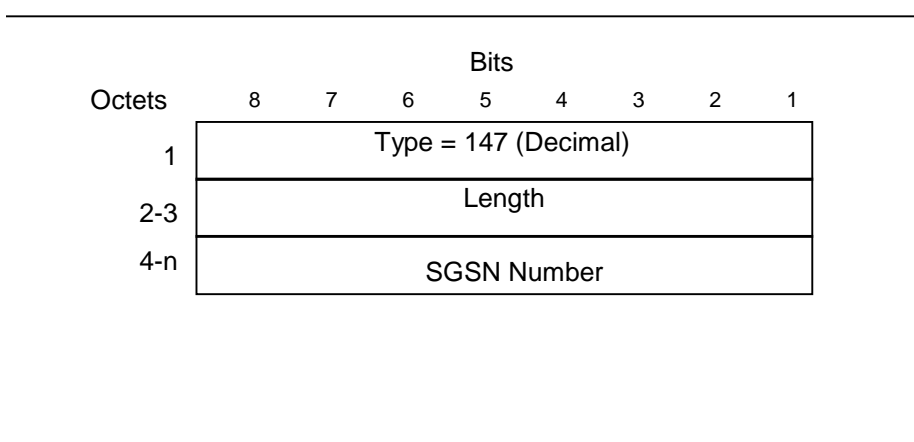 Bits
Octets 8 7 6 5 4 3 2 1
1 Type = 147 (Decimal)
2-3 Length
4-n SGSN Number